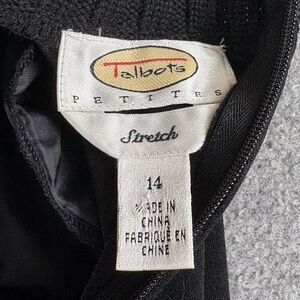 Talbots
PETITES
Stretch
14
MADE IN
CHINA
FABRIQUE EN
CHINE